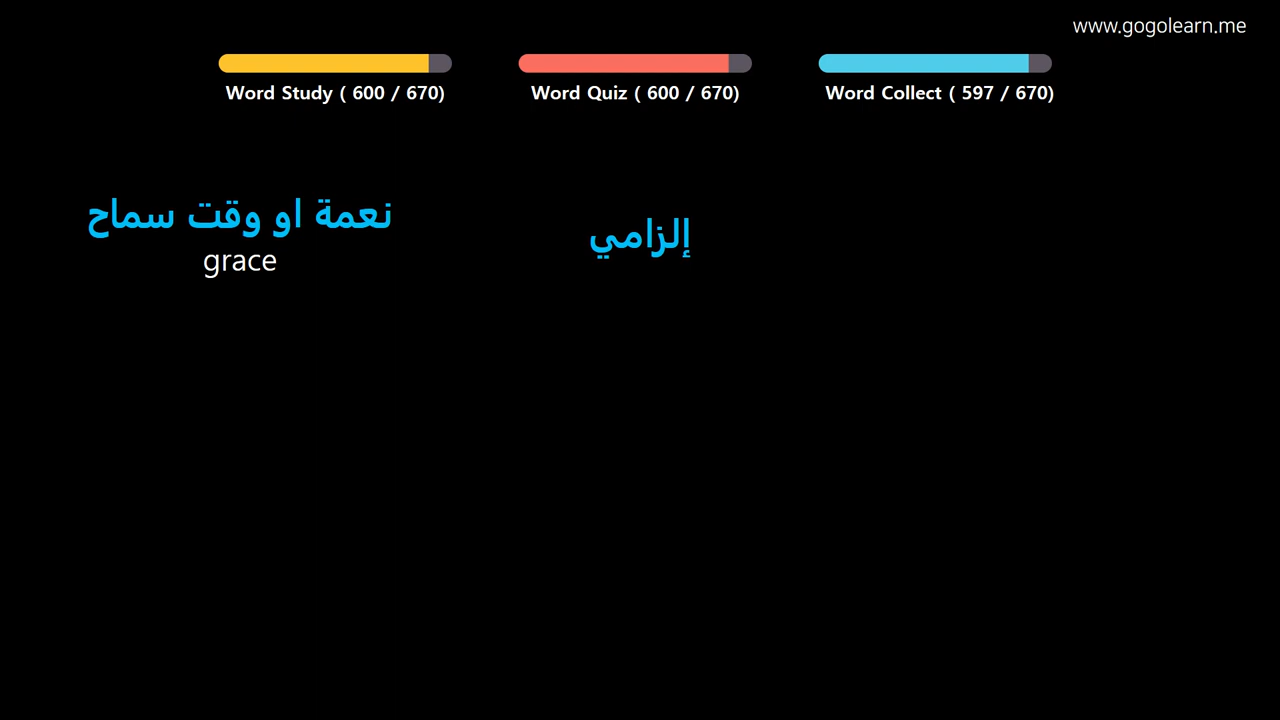 www.gogolearn.me
Word Study ( 600 / 670)
Word Quiz ( 600 / 670)
Word Collect ( 597 / 670)
نعمة او وقت سماح
grace
إلزامي